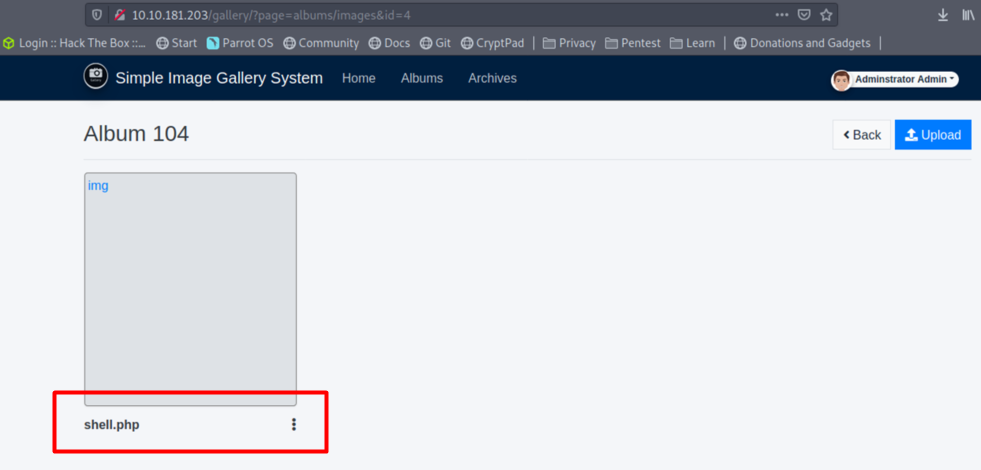 10.10.181.203/gallery/?page=albums/images&id=4
Login :: Hack The Box ::... Start Parrot OS Community Docs Git CryptPad Privacy Pentest Learn Donations and Gadgets
Simple Image Gallery System Home Albums Archives Adminstrator Admin
Album 104 Back Upload
img
shell.php